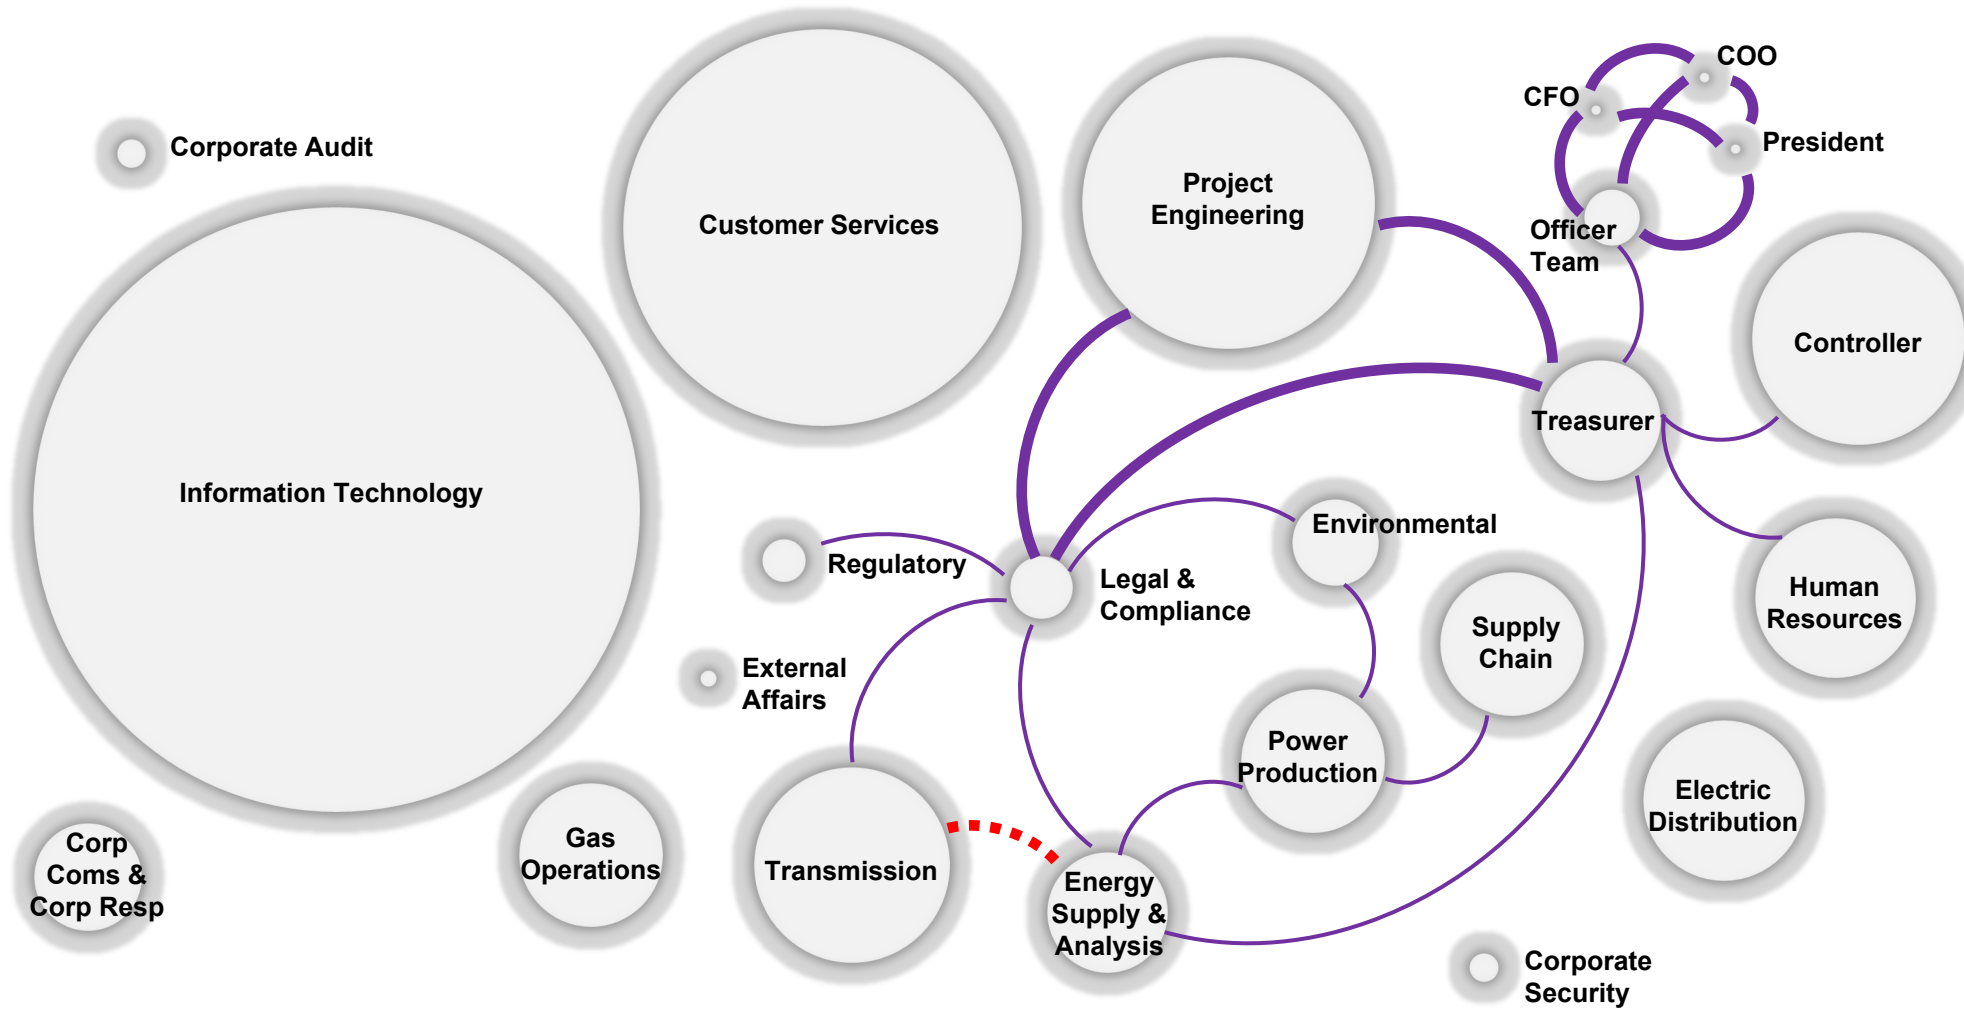 COO
CFO
President
Corporate Audit
Project
Engineering
Customer Services
Officer
Team
Controller
Treasurer
Information Technology
Environmental
Regulatory
Legal &
Compliance
Human
Resources
Supply
Chain
External
Affairs
Power
Production
Electric
Distribution
Corp
Coms &
Corp Resp
Gas
Operations
Transmission
Energy
Supply &
Analysis
Corporate
Security